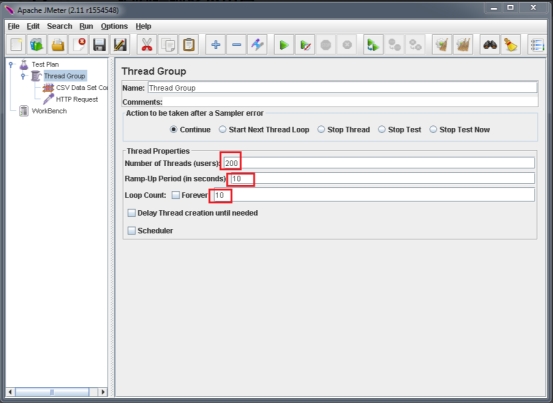 Apache JMeter (2.11 r1554548)
File Edit Search Run Options Help
Test Plan
Thread Group
CSV Data Set Co
HTTP Request
WorkBench
Thread Group
Name: Thread Group
Comments:
Action to be taken after a Sampler error
Continue Start Next Thread Loop Stop Thread Stop Test Stop Test Now
Thread Properties
Number of Threads (users): 200
Ramp-Up Period (in seconds): 10
Loop Count: Forever 10
Delay Thread creation until needed
Scheduler